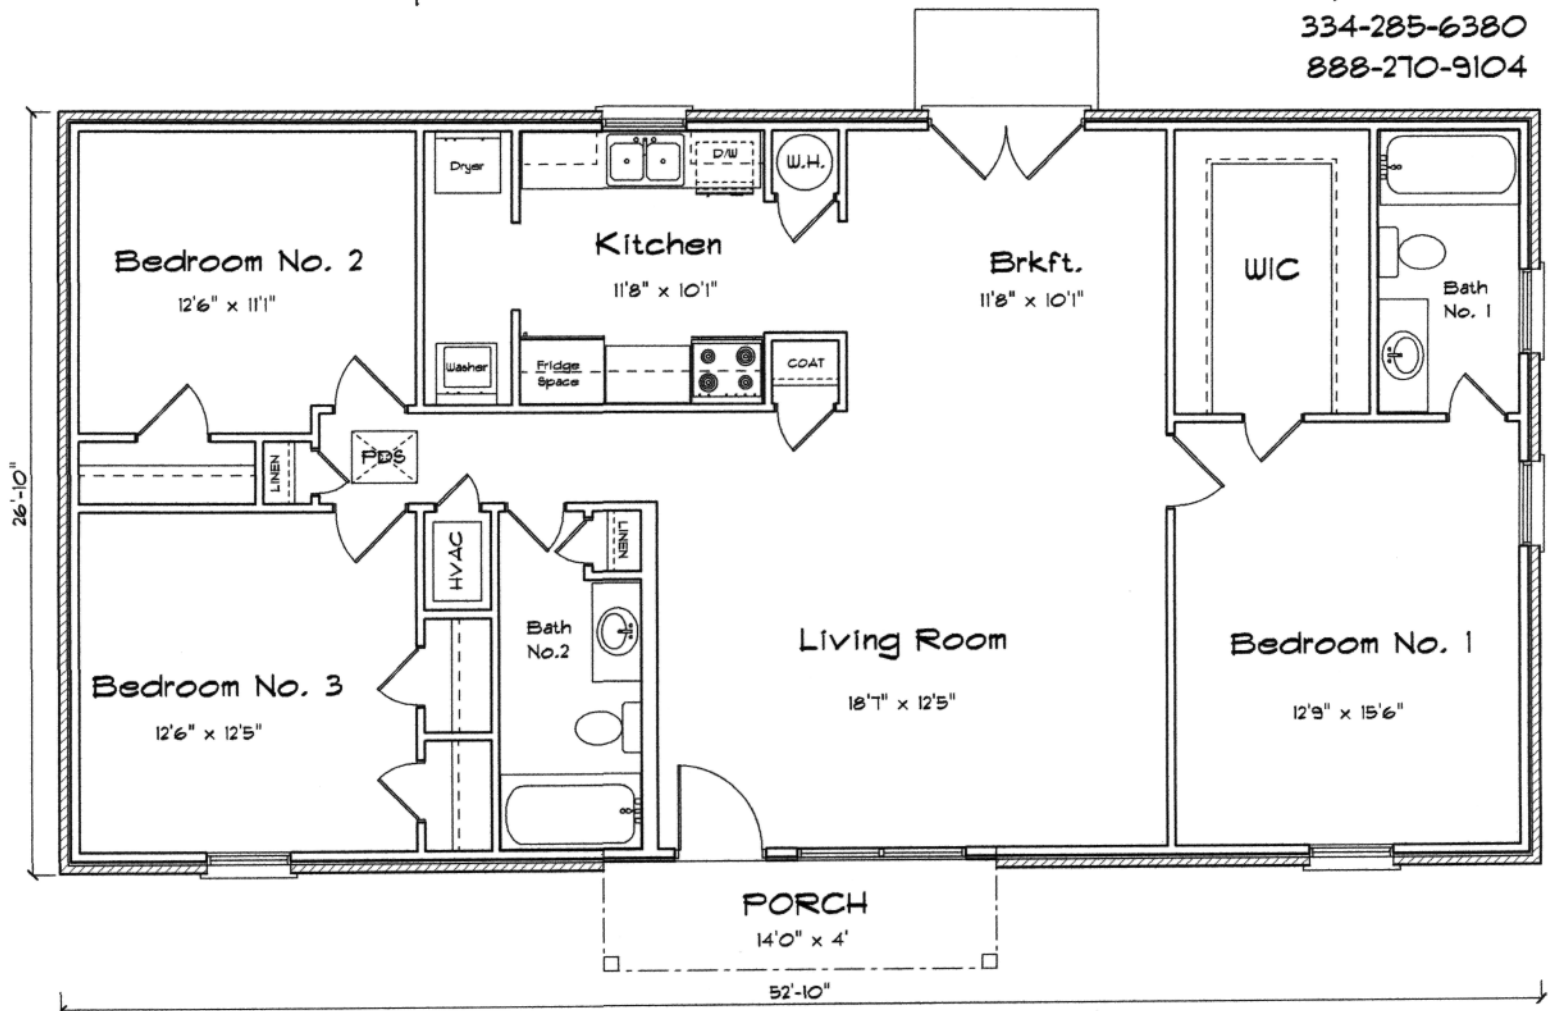 334-285-6380
888-270-9104
Dryer
D/W
W.H.
Bedroom No. 2
12'6" x 11'1"
Kitchen
11'8" x 10'1"
Brkft.
11'8" x 10'1"
WIC
Bath
No. 1
Washer
Fridge
Space
COAT
26'-10"
LINEN
PDS
HVAC
LINEN
Bath
No.2
Living Room
18'7" x 12'5"
Bedroom No. 1
12'9" x 15'6"
Bedroom No. 3
12'6" x 12'5"
PORCH
14'0" x 4'
52'-10"